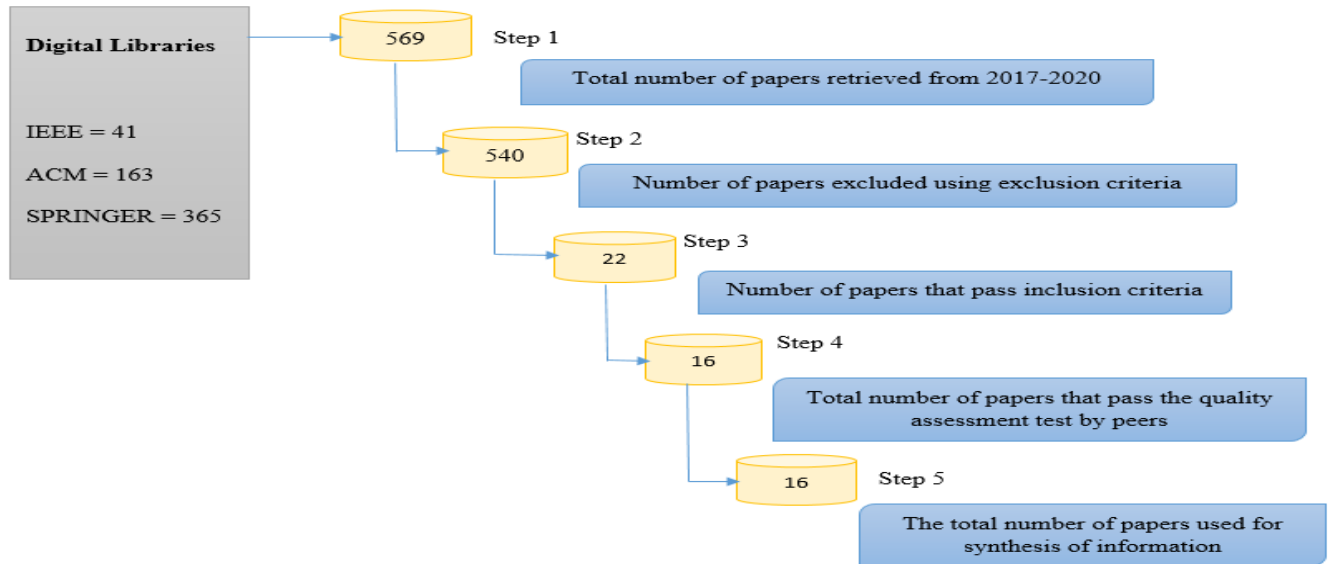 Digital Libraries
IEEE = 41
ACM = 163
SPRINGER = 365
569
Step 1
Total number of papers retrieved from 2017-2020
540
Step 2
Number of papers excluded using exclusion criteria
22
Step 3
Number of papers that pass inclusion criteria
16
Step 4
Total number of papers that pass the quality
assessment test by peers
16
Step 5
The total number of papers used for
synthesis of information